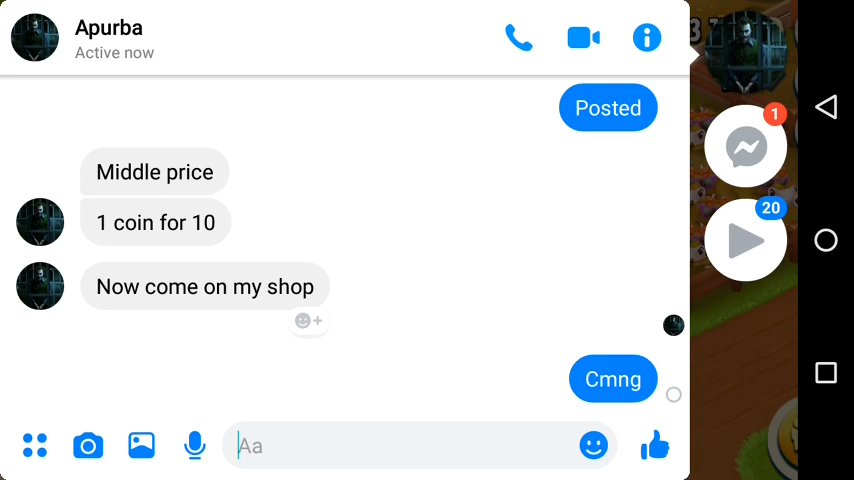 Apurba
Active now
Posted
Middle price
1 coin for 10
Now come on my shop
Cmng
Aa
1
20
3